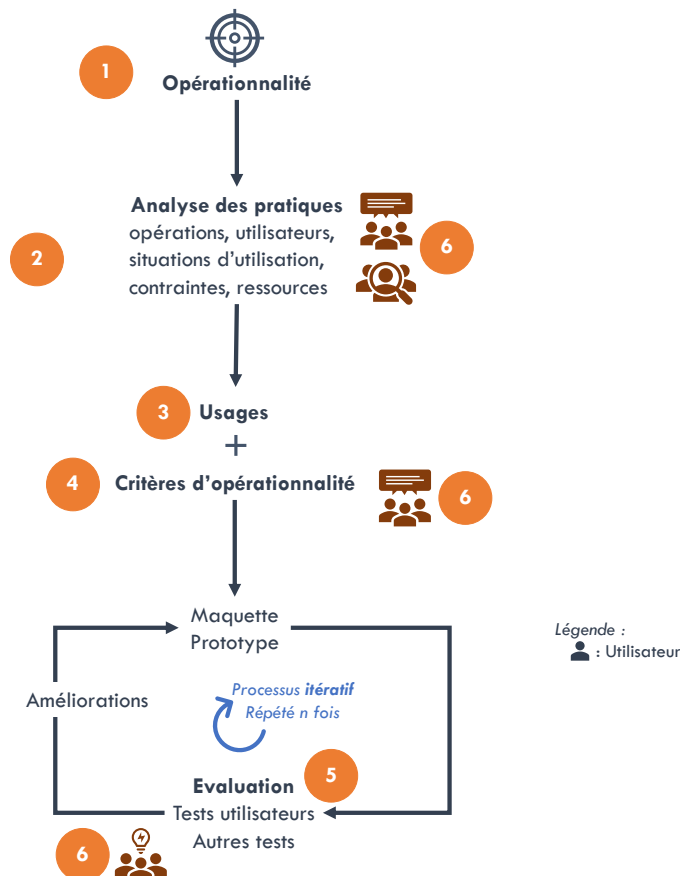 1
Opérationnalité
Analyse des pratiques
opérations, utilisateurs,
situations d'utilisation,
contraintes, ressources
2
6
3
Usages
+
4
Critères d'opérationnalité
6
Maquette
Prototype
Légende :
: Utilisateur
Améliorations
Processus itératif
Répété n fois
5
Evaluation
Tests utilisateurs
Autres tests
6